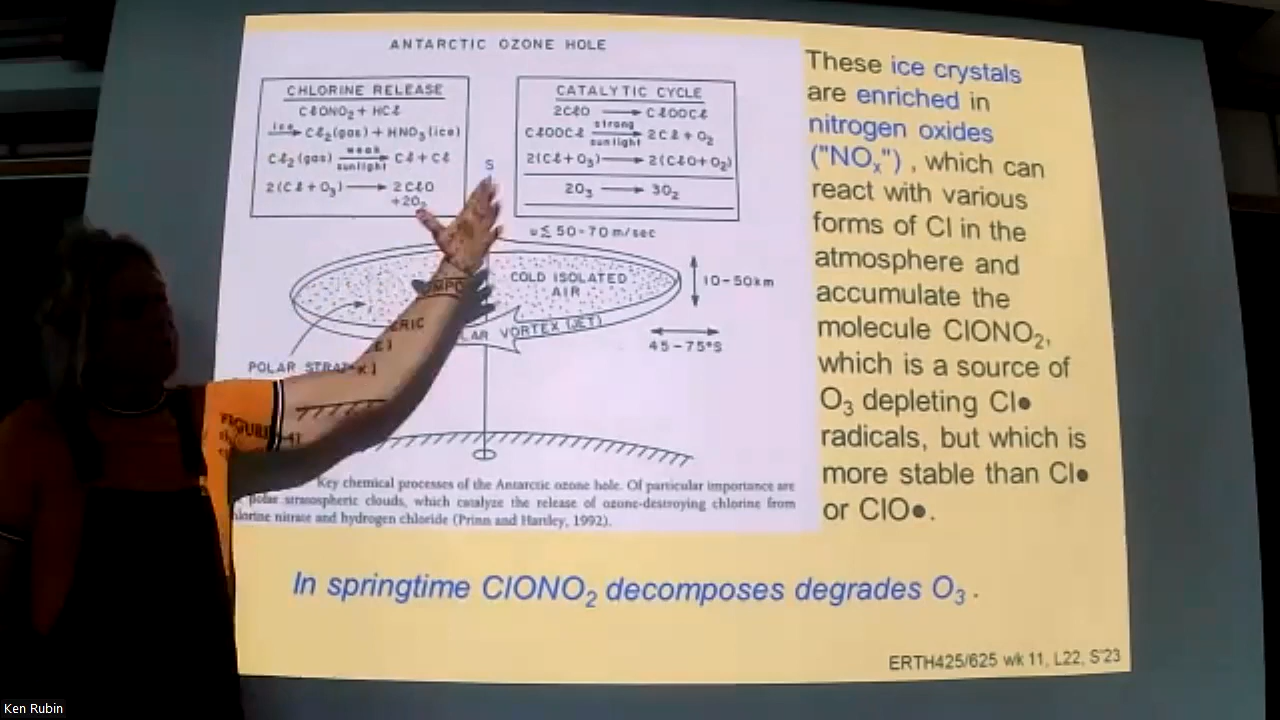 ANTARCTIC OZONE HOLE
CHLORINE RELEASE
ClONO₂ + HCl
ice→ Cl₂(gas) + HNO₃(ice)
Cl₂(gas) weak sunlight→ Cl + Cl
2(Cl+O₃) → 2ClO
+2O₂
S
CATALYTIC CYCLE
2ClO → ClOOCl
ClOOCl strong sunlight→ 2Cl + O₂
2(Cl+O₃) → 2(ClO+O₂)
2O₃ → 3O₂
u ≲ 50-70 m/sec
COLD ISOLATED
AIR
10-50km
VORTEX (JET)
45-75°S
POLAR
These ice crystals
are enriched in
nitrogen oxides
("NOₓ") , which can
react with various
forms of Cl in the
atmosphere and
accumulate the
molecule ClONO₂,
which is a source of
O₃ depleting Cl●
radicals, but which is
more stable than Cl●
or ClO●.
Key chemical processes of the Antarctic ozone hole. Of particular importance are
polar stratospheric clouds, which catalyze the release of ozone-destroying chlorine from
chlorine nitrate and hydrogen chloride (Prinn and Hartley, 1992).
In springtime ClONO₂ decomposes degrades O₃ .
ERTH425/625 wk 11, L22, S'23
Ken Rubin